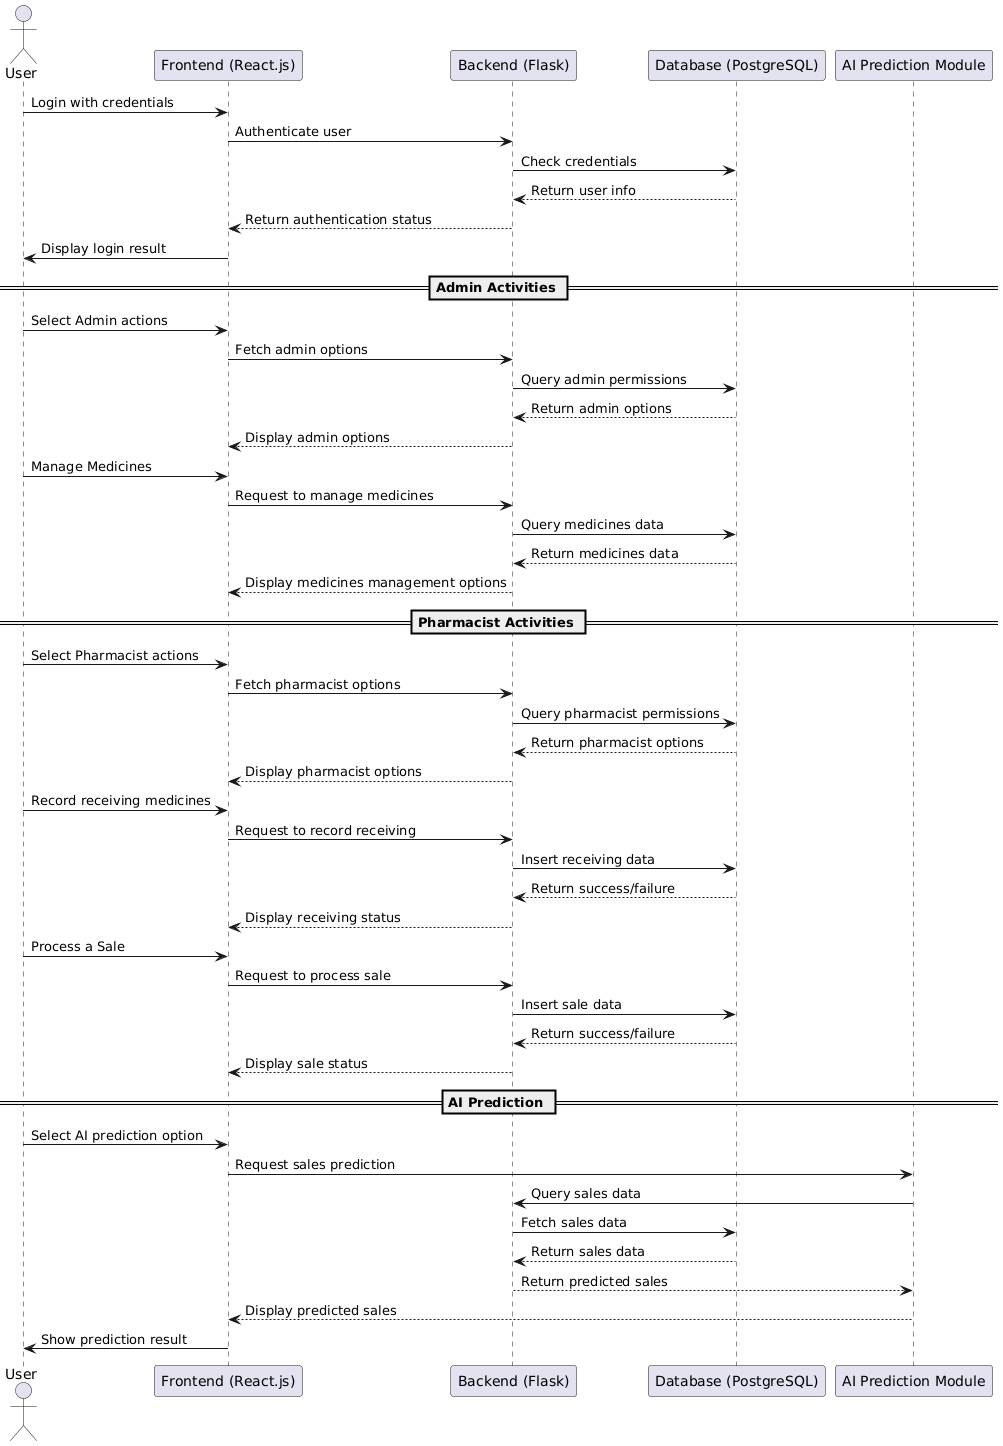 User
Frontend (React.js)
Backend (Flask)
Database (PostgreSQL)
AI Prediction Module
Login with credentials
Authenticate user
Check credentials
Return user info
Return authentication status
Display login result
Admin Activities
Select Admin actions
Fetch admin options
Query admin permissions
Return admin options
Display admin options
Manage Medicines
Request to manage medicines
Query medicines data
Return medicines data
Display medicines management options
Pharmacist Activities
Select Pharmacist actions
Fetch pharmacist options
Query pharmacist permissions
Return pharmacist options
Display pharmacist options
Record receiving medicines
Request to record receiving
Insert receiving data
Return success/failure
Display receiving status
Process a Sale
Request to process sale
Insert sale data
Return success/failure
Display sale status
AI Prediction
Select AI prediction option
Request sales prediction
Query sales data
Fetch sales data
Return sales data
Return predicted sales
Display predicted sales
Show prediction result
User
Frontend (React.js)
Backend (Flask)
Database (PostgreSQL)
AI Prediction Module